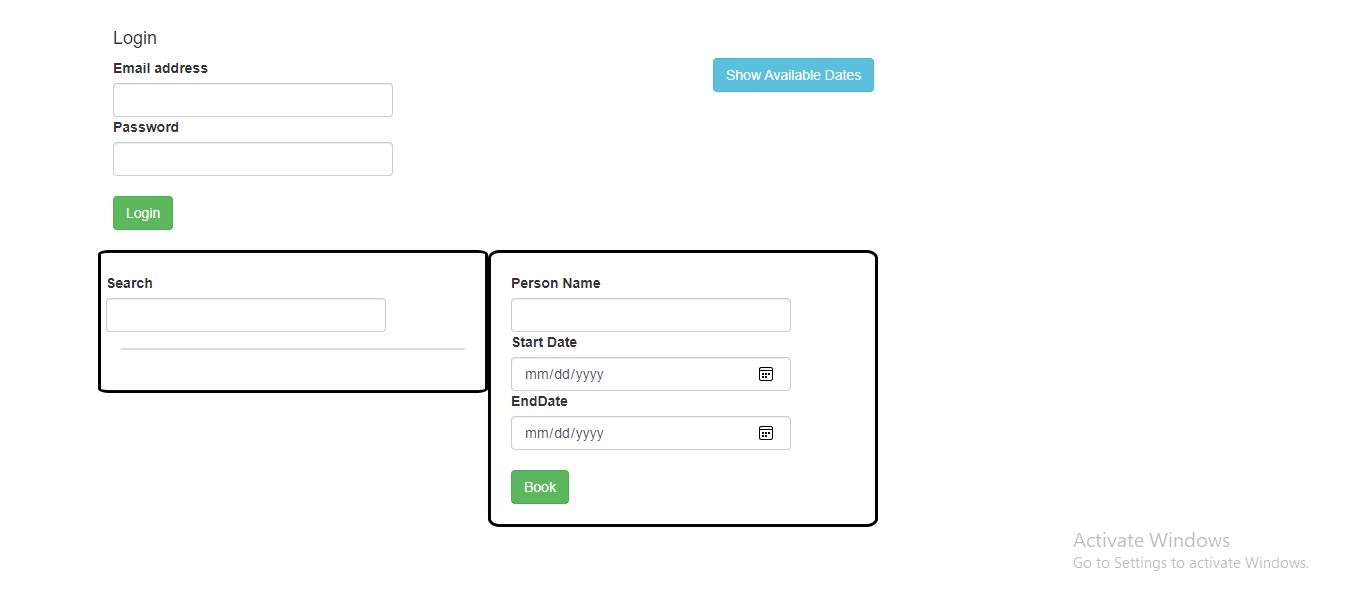 Login
Email address
Show Available Dates
Password
Login
Search
Person Name
Start Date
mm/dd/yyyy
EndDate
mm/dd/yyyy
Book
Activate Windows
Go to Settings to activate Windows.